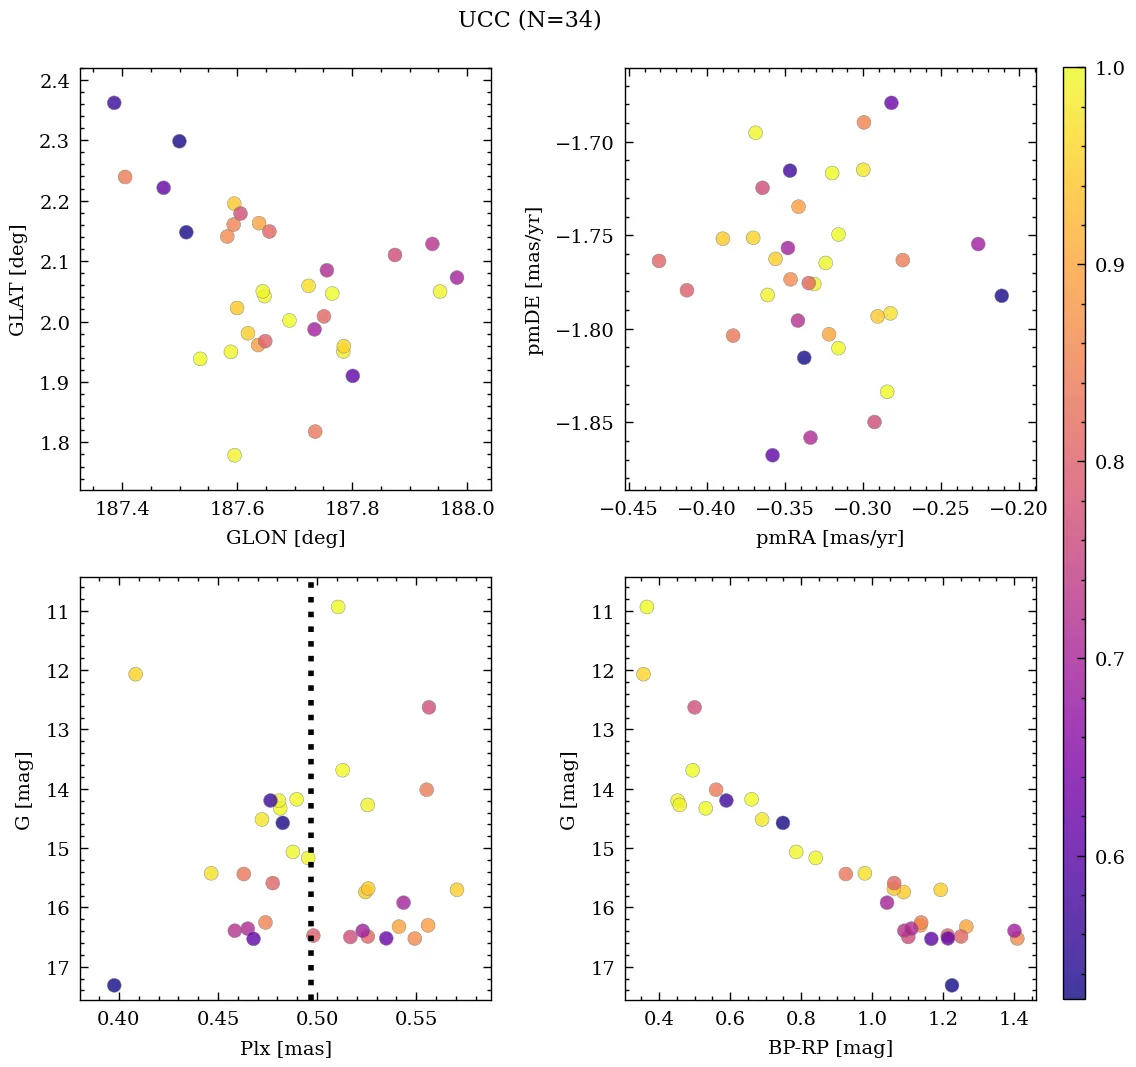 UCC (N=34)
2.4
2.3
2.2
2.1
2.0
1.9
1.8
GLAT [deg]
187.4 187.6 187.8 188.0
GLON [deg]
−1.70
−1.75
−1.80
−1.85
pmDE [mas/yr]
−0.45 −0.40 −0.35 −0.30 −0.25 −0.20
pmRA [mas/yr]
11
12
13
14
15
16
17
G [mag]
0.40 0.45 0.50 0.55
Plx [mas]
11
12
13
14
15
16
17
G [mag]
0.4 0.6 0.8 1.0 1.2 1.4
BP-RP [mag]
1.0
0.9
0.8
0.7
0.6